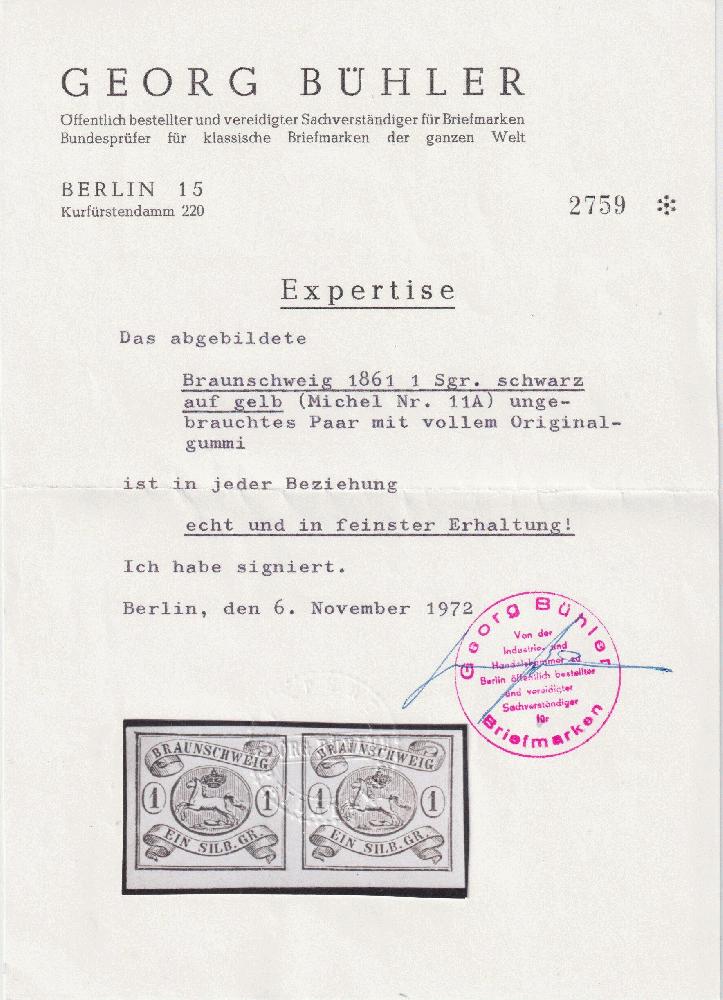 GEORG BÜHLER
Öffentlich bestellter und vereidigter Sachverständiger für Briefmarken
Bundesprüfer für klassische Briefmarken der ganzen Welt
BERLIN 15
Kurfürstendamm 220
2759
Expertise
Das abgebildete
Braunschweig 1861 1 Sgr. schwarz
auf gelb (Michel Nr. 11A) unge-
brauchtes Paar mit vollem Original-
gummi
ist in jeder Beziehung
echt und in feinster Erhaltung!
Ich habe signiert.
Berlin, den 6. November 1972
Georg Bühler
Von der
Industrie- und
Handelskammer zu
Berlin öffentlich bestellter
und vereidigter
Sachverständiger
für
Briefmarken
BRAUNSCHWEIG
1 1
EIN SILB. GR.
BRAUNSCHWEIG
1 1
EIN SILB. GR.